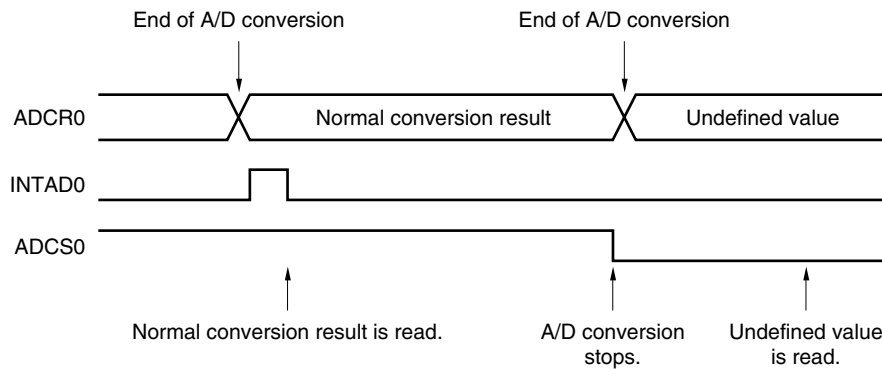 End of A/D conversion
End of A/D conversion
ADCR0
Normal conversion result
Undefined value
INTAD0
ADCS0
Normal conversion result is read.
A/D conversion
stops.
Undefined value
is read.